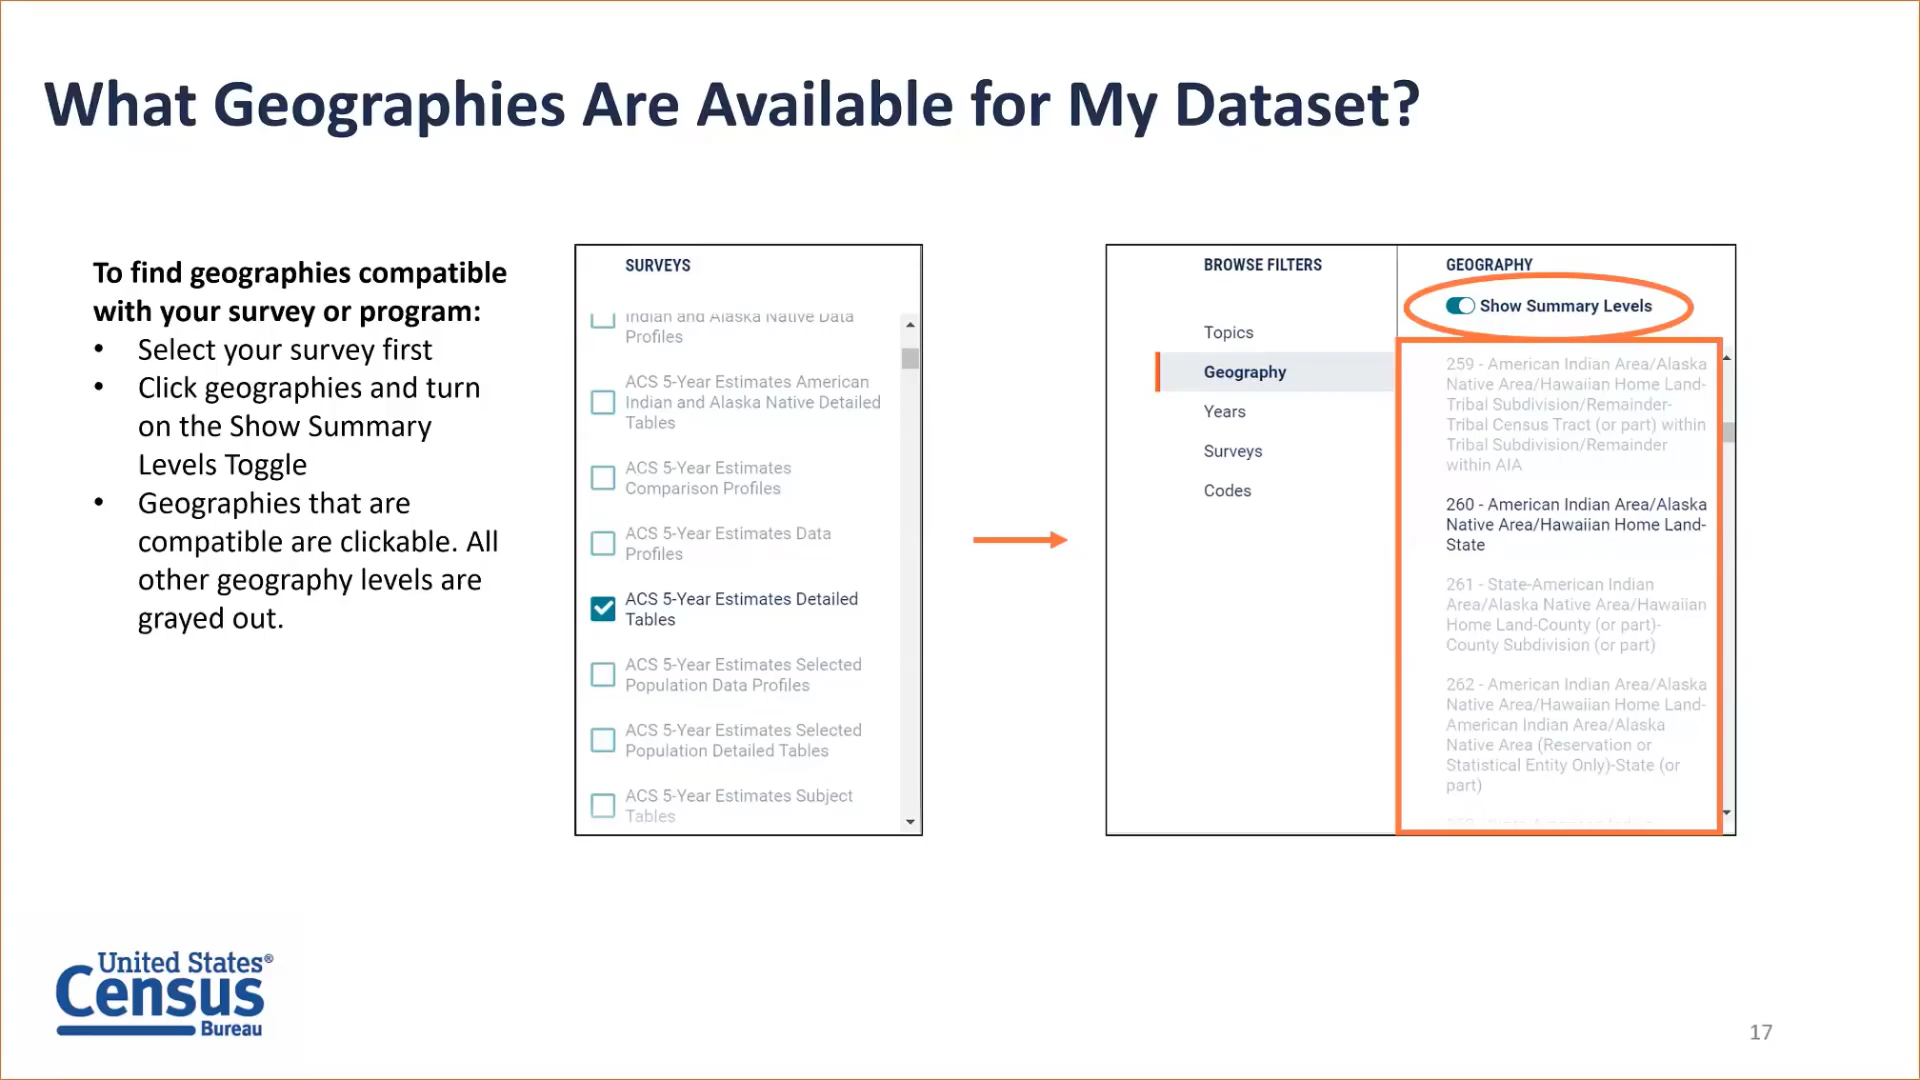 What Geographies Are Available for My Dataset?
To find geographies compatible
with your survey or program:
• Select your survey first
• Click geographies and turn
on the Show Summary
Levels Toggle
• Geographies that are
compatible are clickable. All
other geography levels are
grayed out.
SURVEYS
Indian and Alaska Native Data
Profiles
ACS 5-Year Estimates American
Indian and Alaska Native Detailed
Tables
ACS 5-Year Estimates
Comparison Profiles
ACS 5-Year Estimates Data
Profiles
ACS 5-Year Estimates Detailed
Tables
ACS 5-Year Estimates Selected
Population Data Profiles
ACS 5-Year Estimates Selected
Population Detailed Tables
ACS 5-Year Estimates Subject
Tables
BROWSE FILTERS
Topics
Geography
Years
Surveys
Codes
GEOGRAPHY
Show Summary Levels
259 - American Indian Area/Alaska
Native Area/Hawaiian Home Land-
Tribal Subdivision/Remainder-
Tribal Census Tract (or part) within
Tribal Subdivision/Remainder
within AIA
260 - American Indian Area/Alaska
Native Area/Hawaiian Home Land-
State
261 - State-American Indian
Area/Alaska Native Area/Hawaiian
Home Land-County (or part)-
County Subdivision (or part)
262 - American Indian Area/Alaska
Native Area/Hawaiian Home Land-
American Indian Area/Alaska
Native Area (Reservation or
Statistical Entity Only)-State (or
part)
United States®
Census
Bureau
17